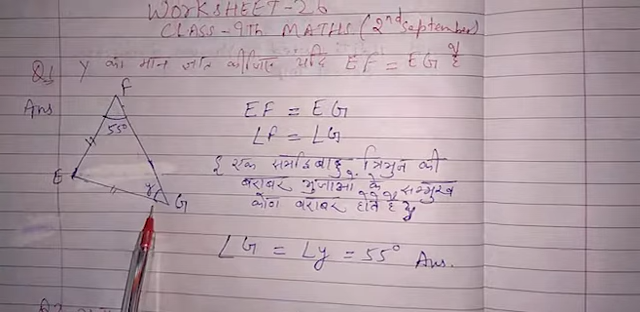 WORKSHEET-26
CLASS-9th MATHS (2nd September)
Q1 y का मान ज्ञात कीजिए यदि EF = EG है
Ans
F
55°
E
y
G
EF = EG
∠F = ∠G
{ एक समद्विबाहु त्रिभुज की
बराबर भुजाओं के सम्मुख
कोण बराबर होते है }
∠G = ∠y = 55° Ans.